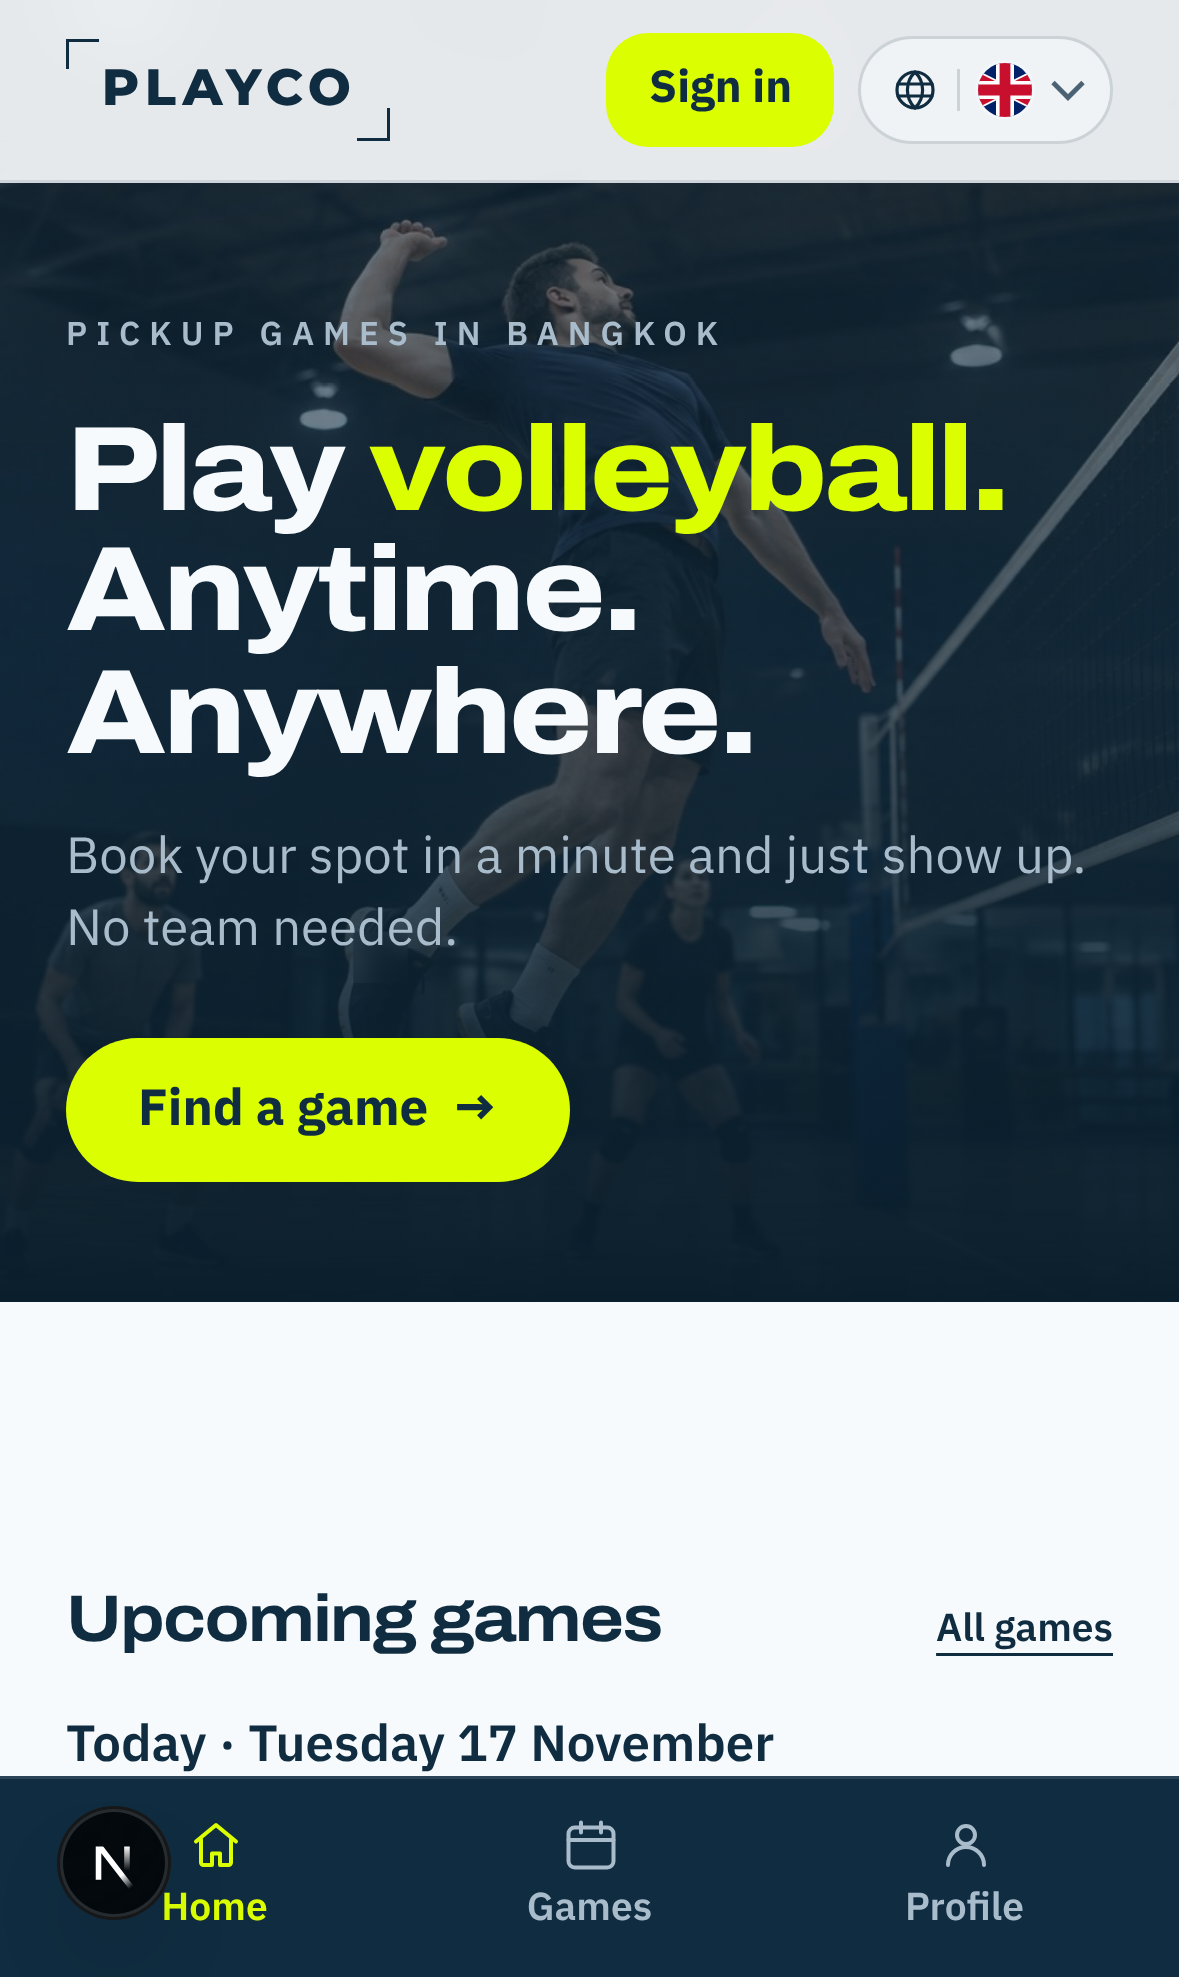 PLAYCO
Sign in
PICKUP GAMES IN BANGKOK
Play volleyball.
Anytime.
Anywhere.
Book your spot in a minute and just show up.
No team needed.
Find a game →
Upcoming games
All games
Today · Tuesday 17 November
N
Home
Games
Profile